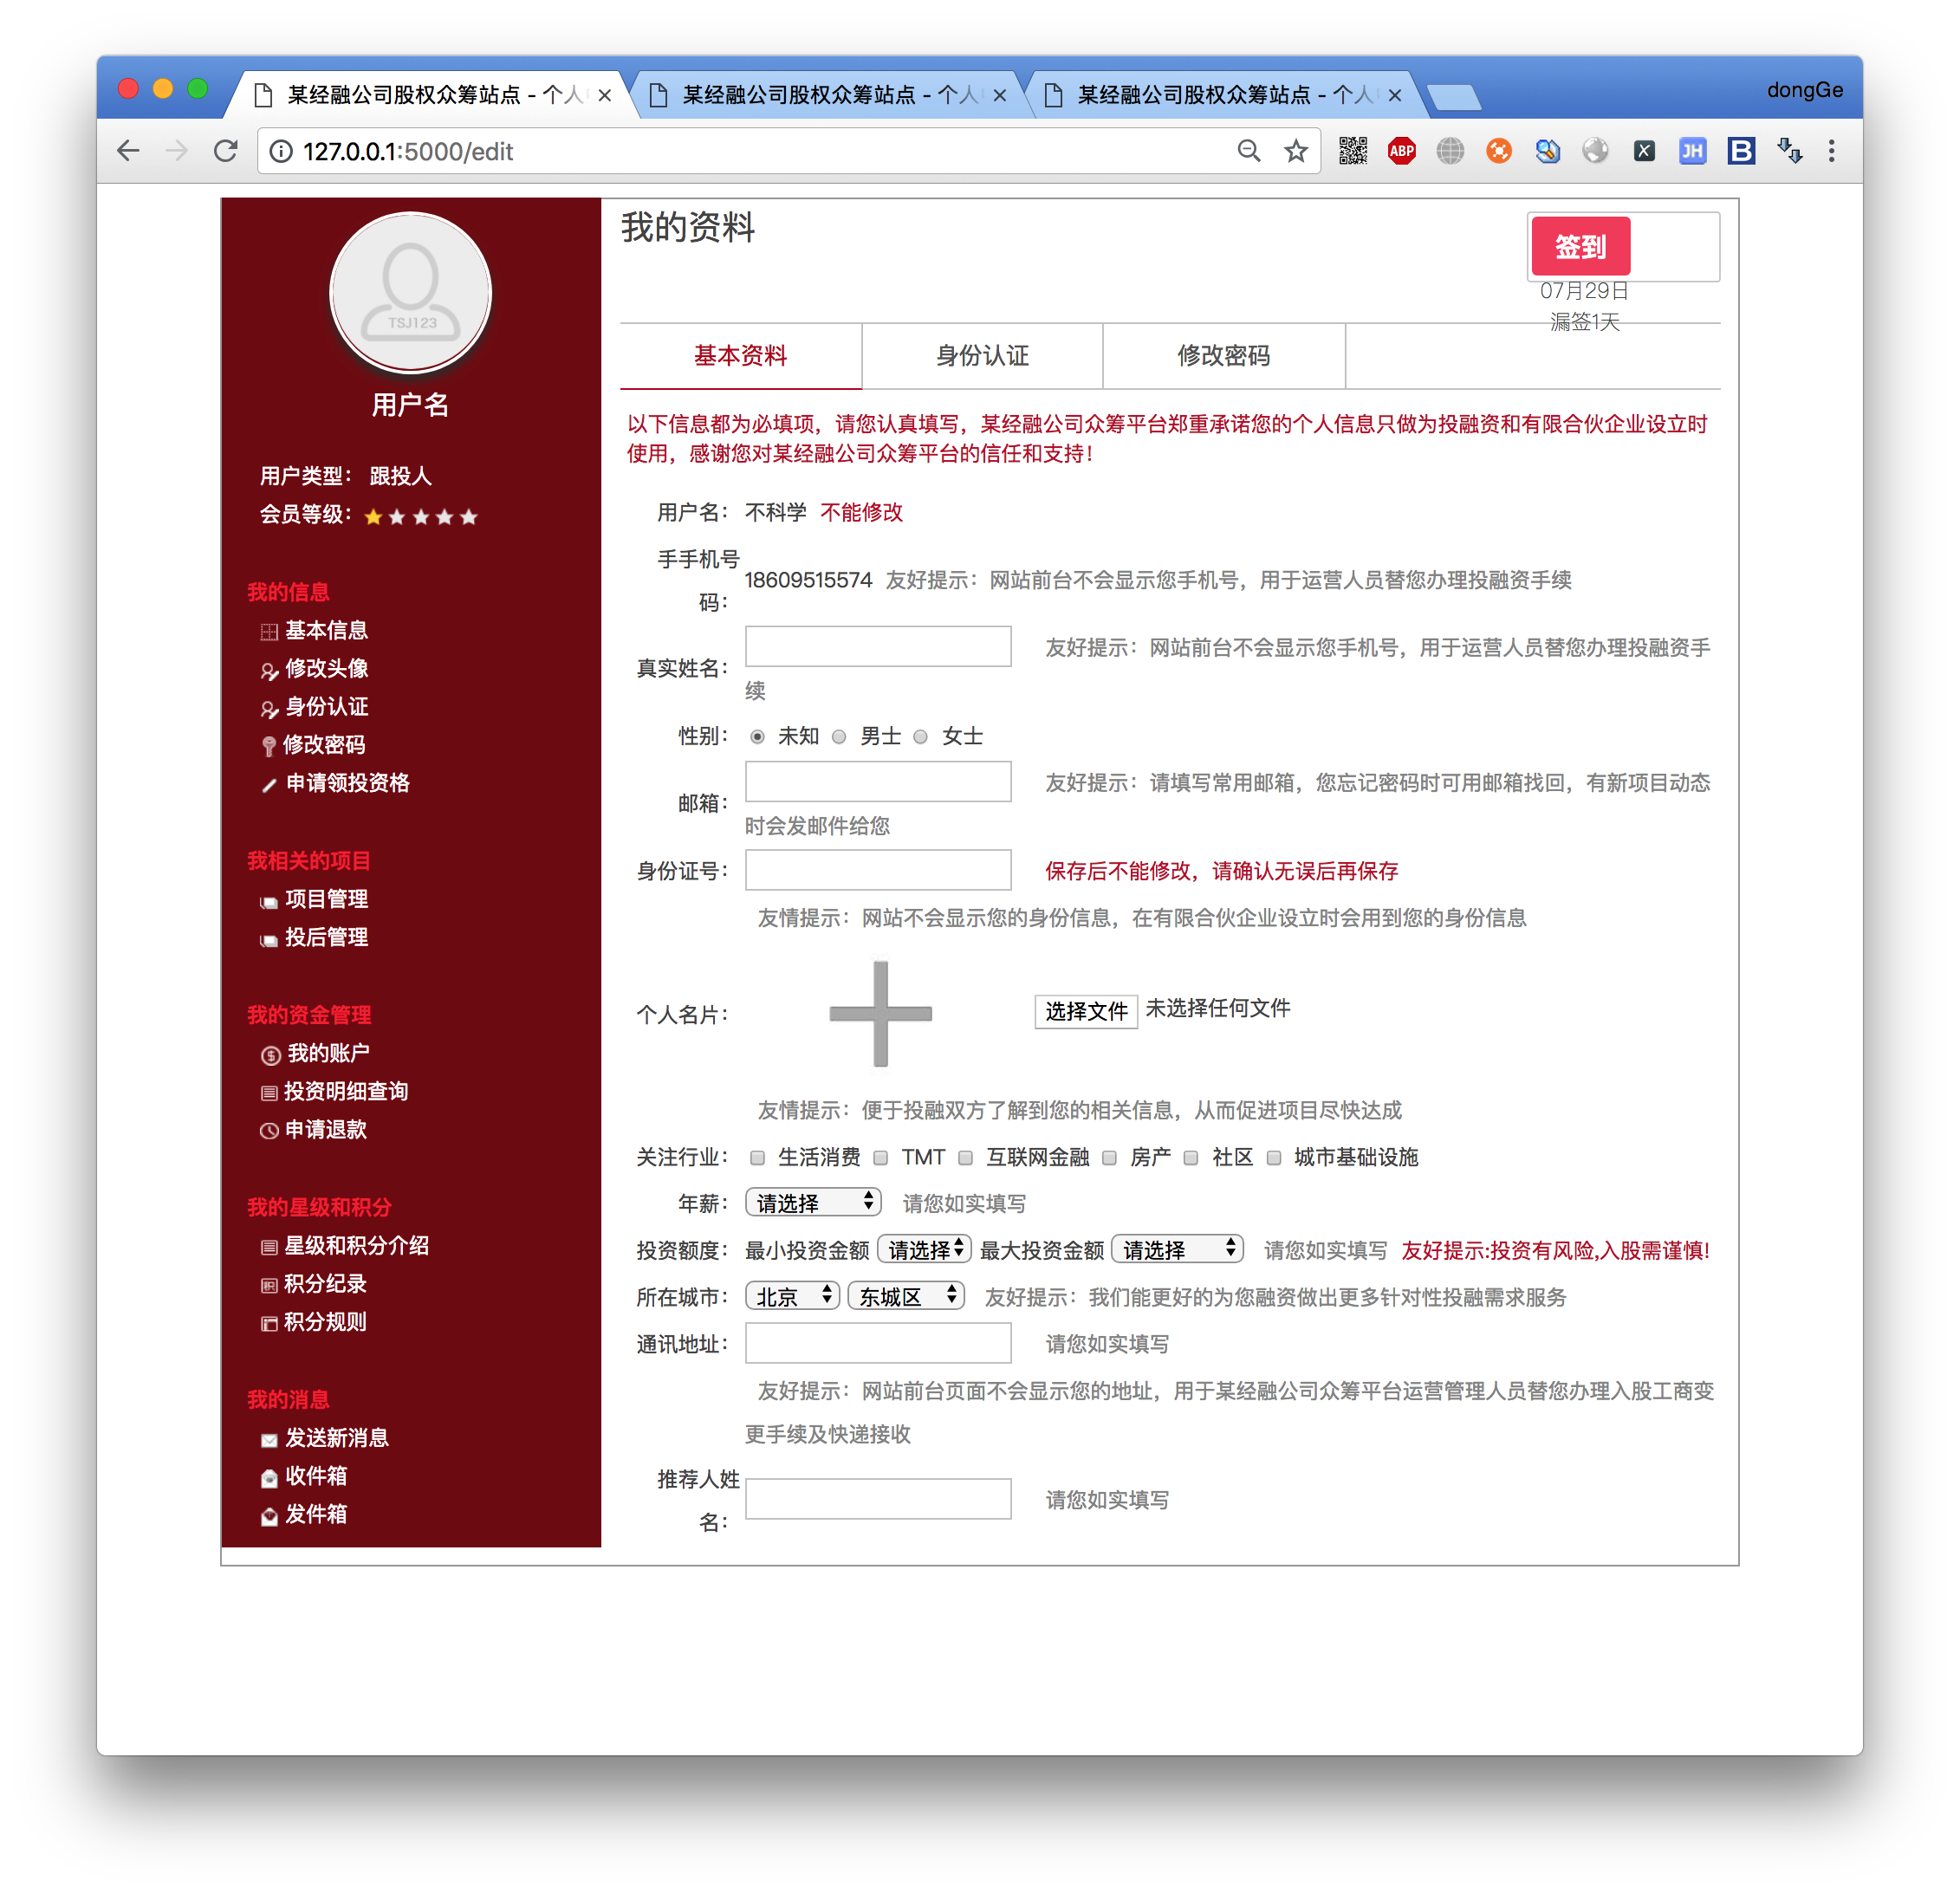 某经融公司股权众筹站点 - 个人
某经融公司股权众筹站点 - 个人
某经融公司股权众筹站点 - 个人
dongGe
127.0.0.1:5000/edit
ABP
X
JH
B
TSJ123
用户名
用户类型： 跟投人
会员等级：
我的信息
基本信息
修改头像
身份认证
修改密码
申请领投资格
我相关的项目
项目管理
投后管理
我的资金管理
我的账户
投资明细查询
申请退款
我的星级和积分
星级和积分介绍
积分纪录
积分规则
我的消息
发送新消息
收件箱
发件箱
我的资料
签到
07月29日
漏签1天
基本资料 身份认证 修改密码
以下信息都为必填项，请您认真填写，某经融公司众筹平台郑重承诺您的个人信息只做为投融资和有限合伙企业设立时
使用，感谢您对某经融公司众筹平台的信任和支持！
用户名： 不科学 不能修改
手手机号
码： 18609515574 友好提示：网站前台不会显示您手机号，用于运营人员替您办理投融资手续
真实姓名： 友好提示：网站前台不会显示您手机号，用于运营人员替您办理投融资手
续
性别： 未知 男士 女士
邮箱： 友好提示：请填写常用邮箱，您忘记密码时可用邮箱找回，有新项目动态
时会发邮件给您
身份证号： 保存后不能修改，请确认无误后再保存
友情提示：网站不会显示您的身份信息，在有限合伙企业设立时会用到您的身份信息
个人名片： 选择文件 未选择任何文件
友情提示：便于投融双方了解到您的相关信息，从而促进项目尽快达成
关注行业： 生活消费 TMT 互联网金融 房产 社区 城市基础设施
年薪： 请选择 请您如实填写
投资额度： 最小投资金额 请选择 最大投资金额 请选择 请您如实填写 友好提示:投资有风险,入股需谨慎!
所在城市： 北京 东城区 友好提示：我们能更好的为您融资做出更多针对性投融需求服务
通讯地址： 请您如实填写
友好提示：网站前台页面不会显示您的地址，用于某经融公司众筹平台运营管理人员替您办理入股工商变
更手续及快递接收
推荐人姓
名： 请您如实填写